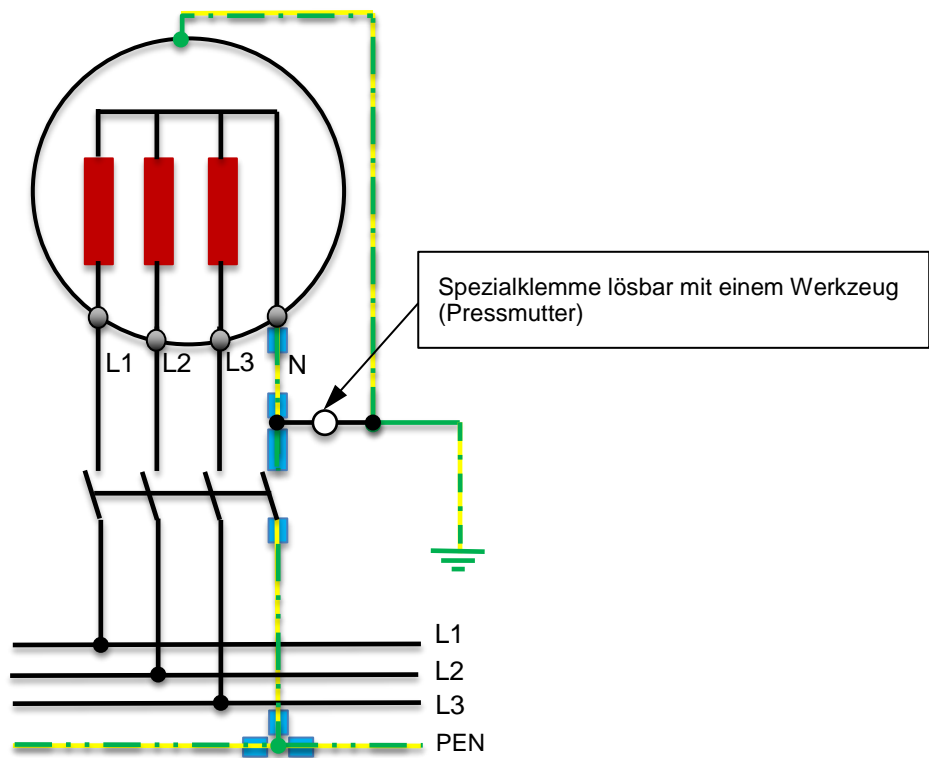 Spezialklemme lösbar mit einem Werkzeug
(Pressmutter)
L1 L2 L3 N
L1
L2
L3
PEN